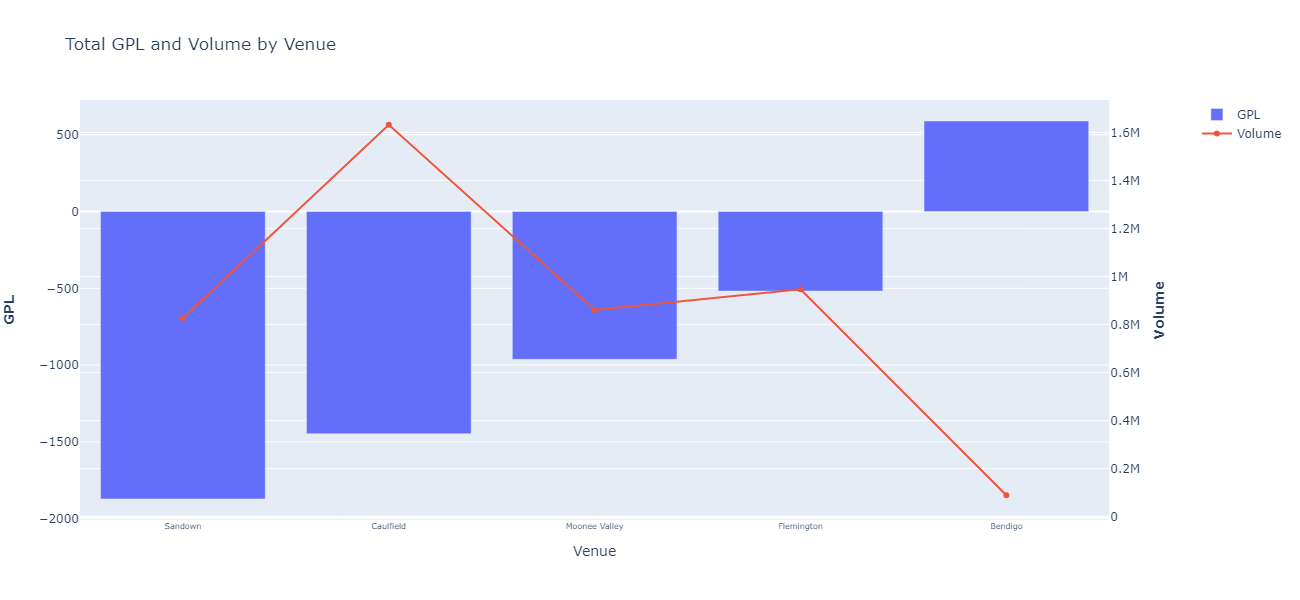 Total GPL and Volume by Venue
GPL
Volume
500
0
−500
−1000
−1500
−2000
GPL
1.6M
1.4M
1.2M
1M
0.8M
0.6M
0.4M
0.2M
0
Volume
Sandown
Caulfield
Moonee Valley
Flemington
Bendigo
Venue